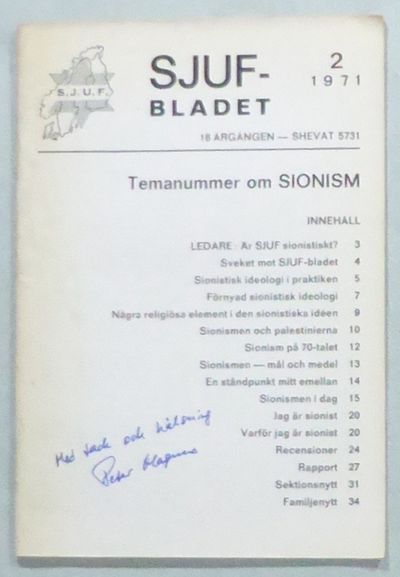 S.J.U.F.
SJUF-
BLADET
2
1971
18 ÅRGÅNGEN — SHEVAT 5731
Temanummer om SIONISM
INNEHÅLL
LEDARE: Är SJUF sionistiskt? 3
Sveket mot SJUF-bladet 4
Sionistisk ideologi i praktiken 5
Förnyad sionistisk ideologi 7
Några religiösa element i den sionistiska idéen 9
Sionismen och palestinierna 10
Sionism på 70-talet 12
Sionismen — mål och medel 13
En ståndpunkt mitt emellan 14
Sionismen i dag 15
Jag är sionist 20
Varför jag är sionist 20
Recensioner 24
Rapport 27
Sektionsnytt 31
Familjenytt 34
Med tack och hälsning
Peter